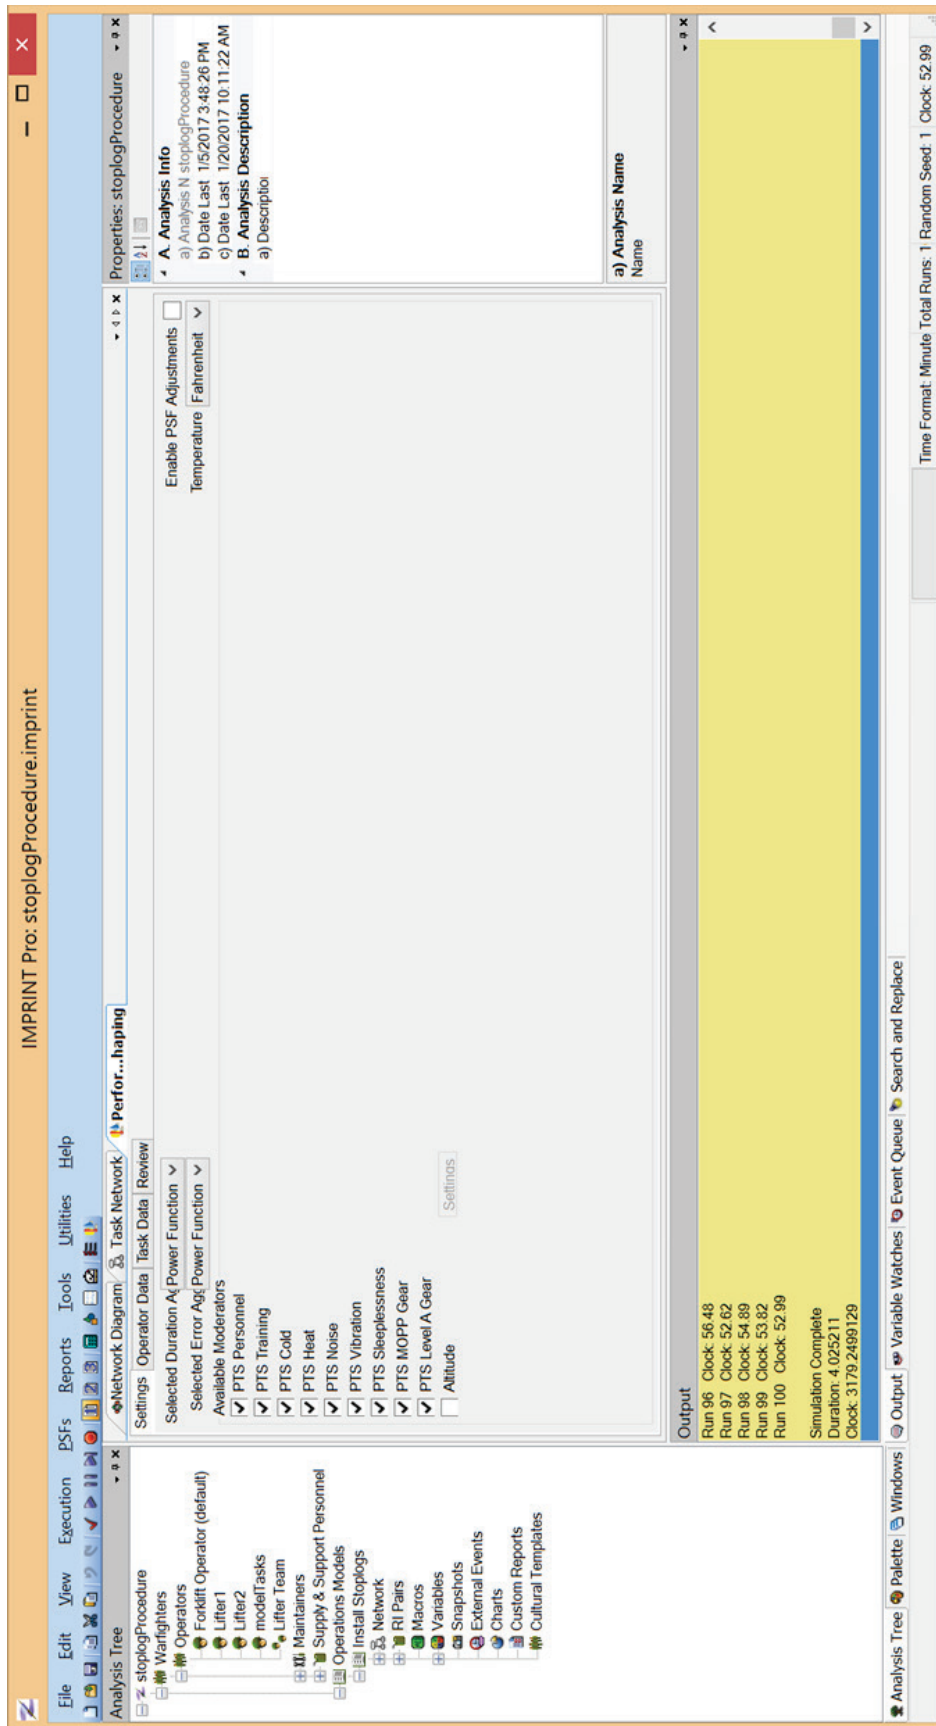 IMPRINT Pro: stoplogProcedure.imprint
File Edit View Execution PSFs Reports Tools Utilities Help
Analysis Tree
stoplogProcedure
Warfighters
Operators
Forklift Operator (default)
Lifter1
Lifter2
modelTasks
Lifter Team
Maintainers
Supply & Support Personnel
Operations Models
Install Stoplogs
Network
RI Pairs
Macros
Variables
Snapshots
External Events
Charts
Custom Reports
Cultural Templates
Analysis Tree Palette Windows
Network Diagram Task Network Perfor...haping
Settings Operator Data Task Data Review
Selected Duration Ag Power Function
Selected Error Agg Power Function
Available Moderators
PTS Personnel
PTS Training
PTS Cold
PTS Heat
PTS Noise
PTS Vibration
PTS Sleeplessness
PTS MOPP Gear
PTS Level A Gear
Altitude Settings
Enable PSF Adjustments
Temperature Fahrenheit
Properties: stoplogProcedure
A. Analysis Info
a) Analysis N stoplogProcedure
b) Date Last 1/5/2017 3:48:26 PM
c) Date Last 1/20/2017 10:11:22 AM
B. Analysis Description
a) Description
a) Analysis Name
Name
Output
Run 96 Clock: 56.48
Run 97 Clock: 52.62
Run 98 Clock: 54.89
Run 99 Clock: 53.82
Run 100 Clock: 52.99
Simulation Complete
Duration: 4.025211
Clock: 3179.2499129
Output Variable Watches Event Queue Search and Replace
Time Format: Minute Total Runs: 1 Random Seed: 1 Clock: 52.99